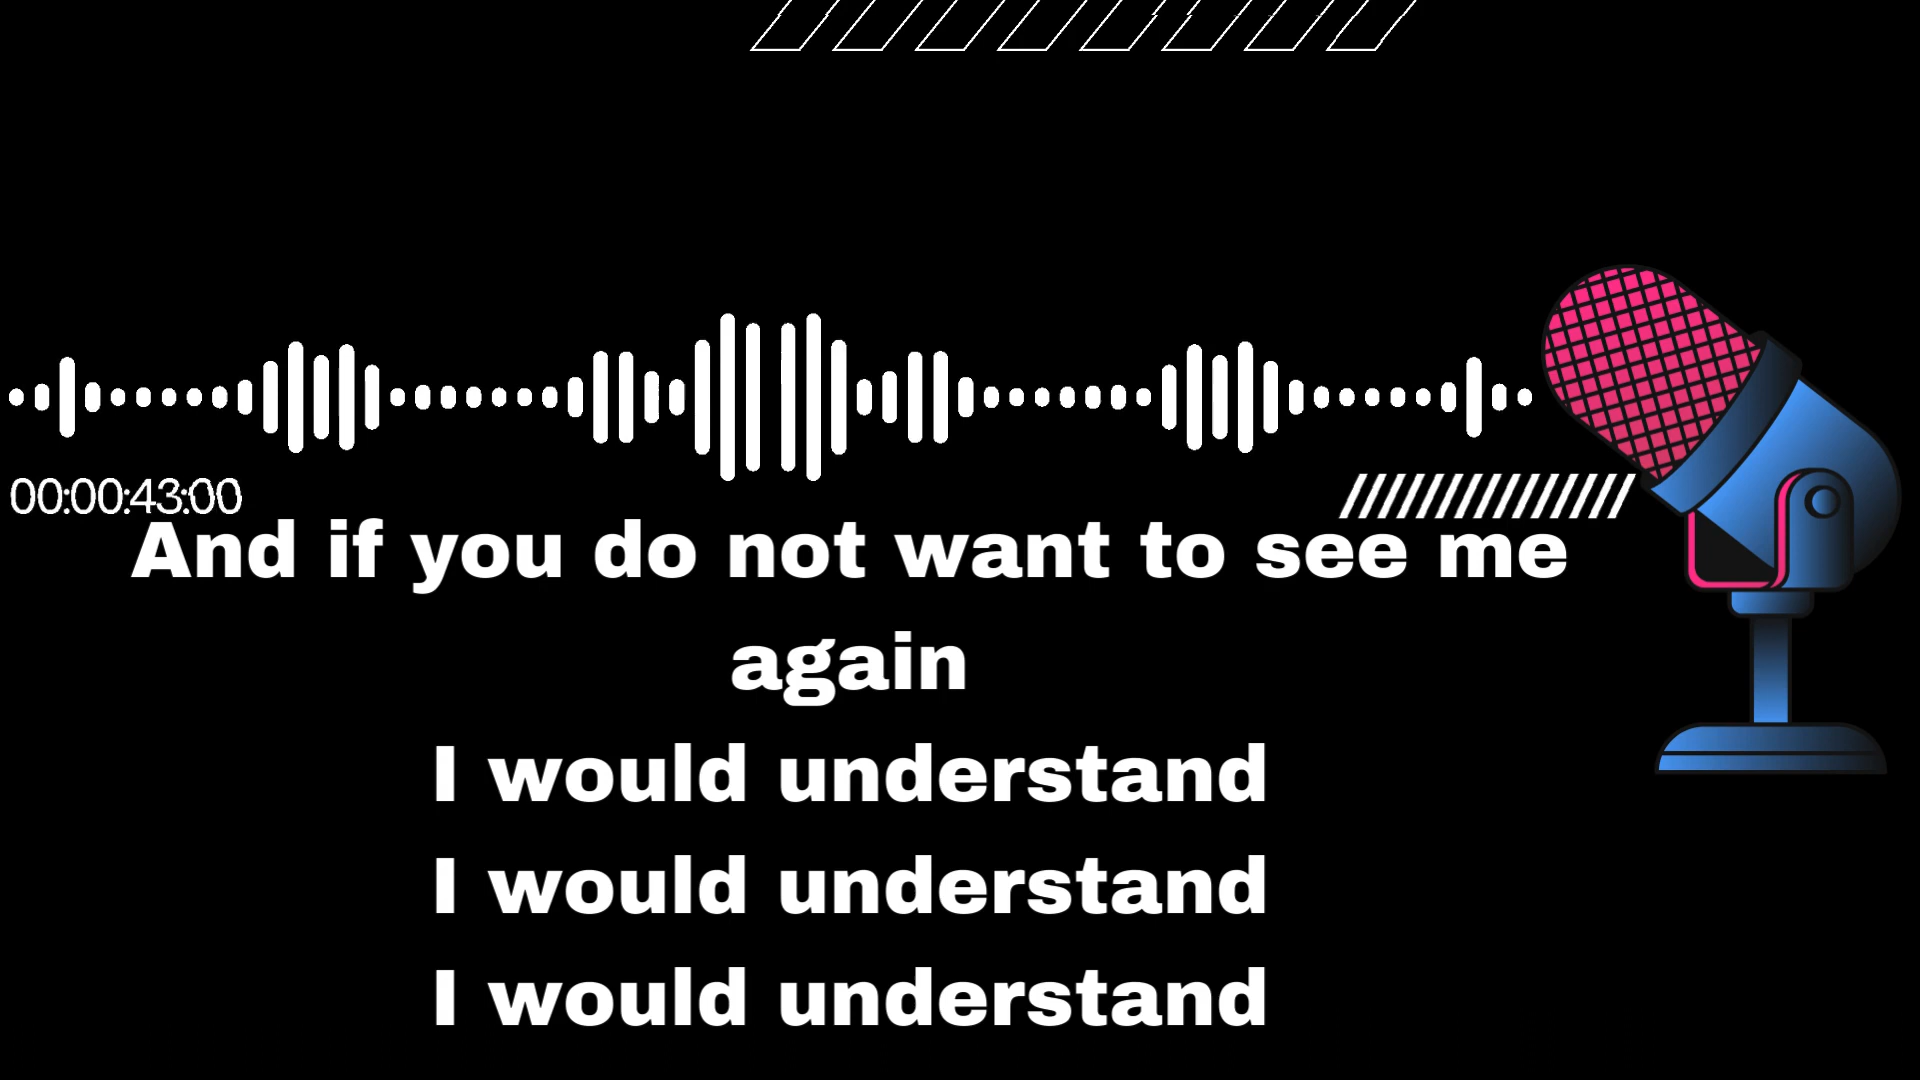 00:00:43:00
And if you do not want to see me
again
I would understand
I would understand
I would understand